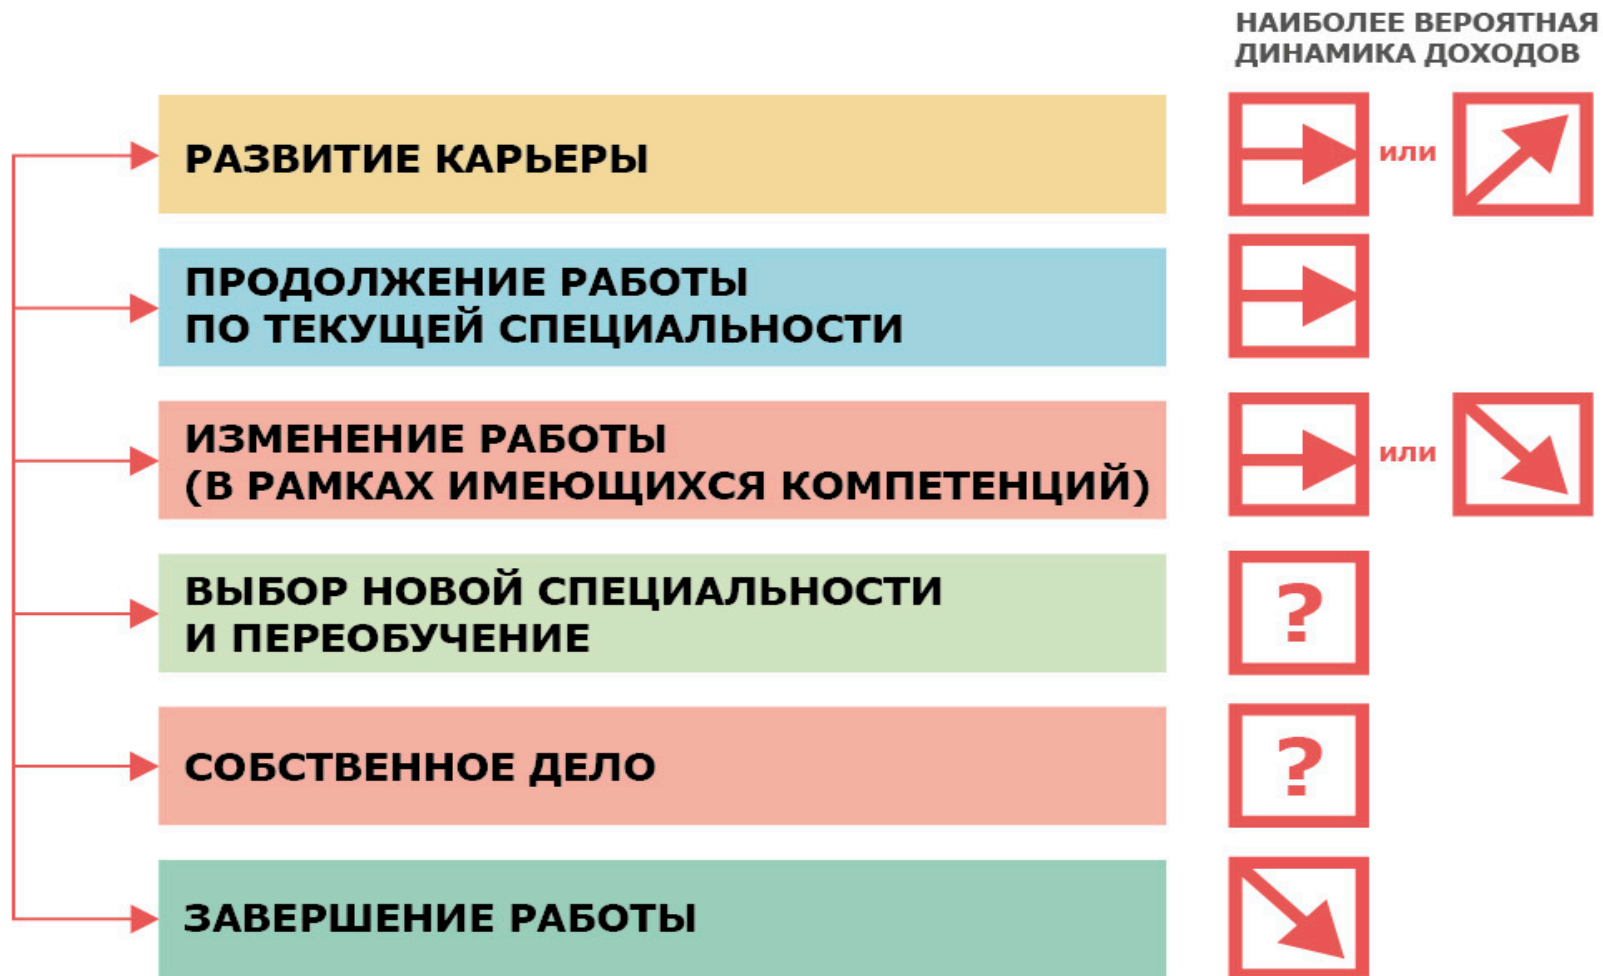 НАИБОЛЕЕ ВЕРОЯТНАЯ
ДИНАМИКА ДОХОДОВ
РАЗВИТИЕ КАРЬЕРЫ
или
ПРОДОЛЖЕНИЕ РАБОТЫ
ПО ТЕКУЩЕЙ СПЕЦИАЛЬНОСТИ
ИЗМЕНЕНИЕ РАБОТЫ
(В РАМКАХ ИМЕЮЩИХСЯ КОМПЕТЕНЦИЙ)
или
ВЫБОР НОВОЙ СПЕЦИАЛЬНОСТИ
И ПЕРЕОБУЧЕНИЕ
?
СОБСТВЕННОЕ ДЕЛО
?
ЗАВЕРШЕНИЕ РАБОТЫ